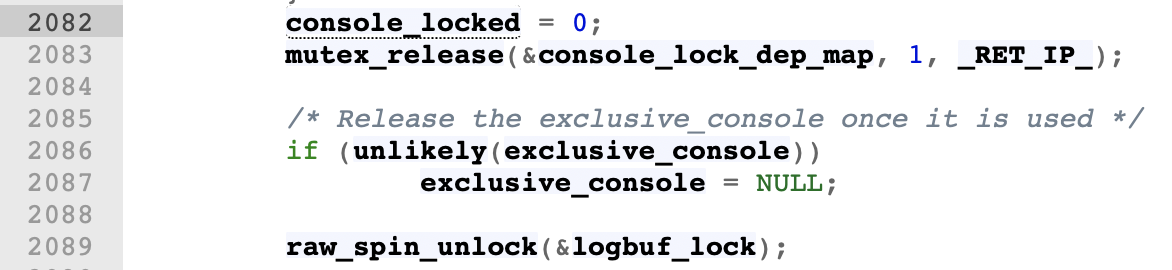 2082 console_locked = 0;
2083 mutex_release(&console_lock_dep_map, 1, _RET_IP_);
2084
2085 /* Release the exclusive_console once it is used */
2086 if (unlikely(exclusive_console))
2087 exclusive_console = NULL;
2088
2089 raw_spin_unlock(&logbuf_lock);